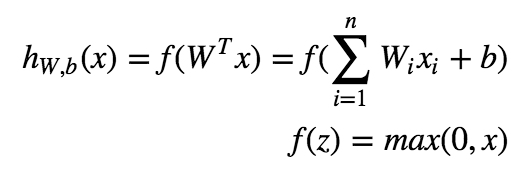 h_{W,b}(x) = f(W^T x) = f(∑_{i=1}^{n} W_i x_i + b)
f(z) = max(0, x)